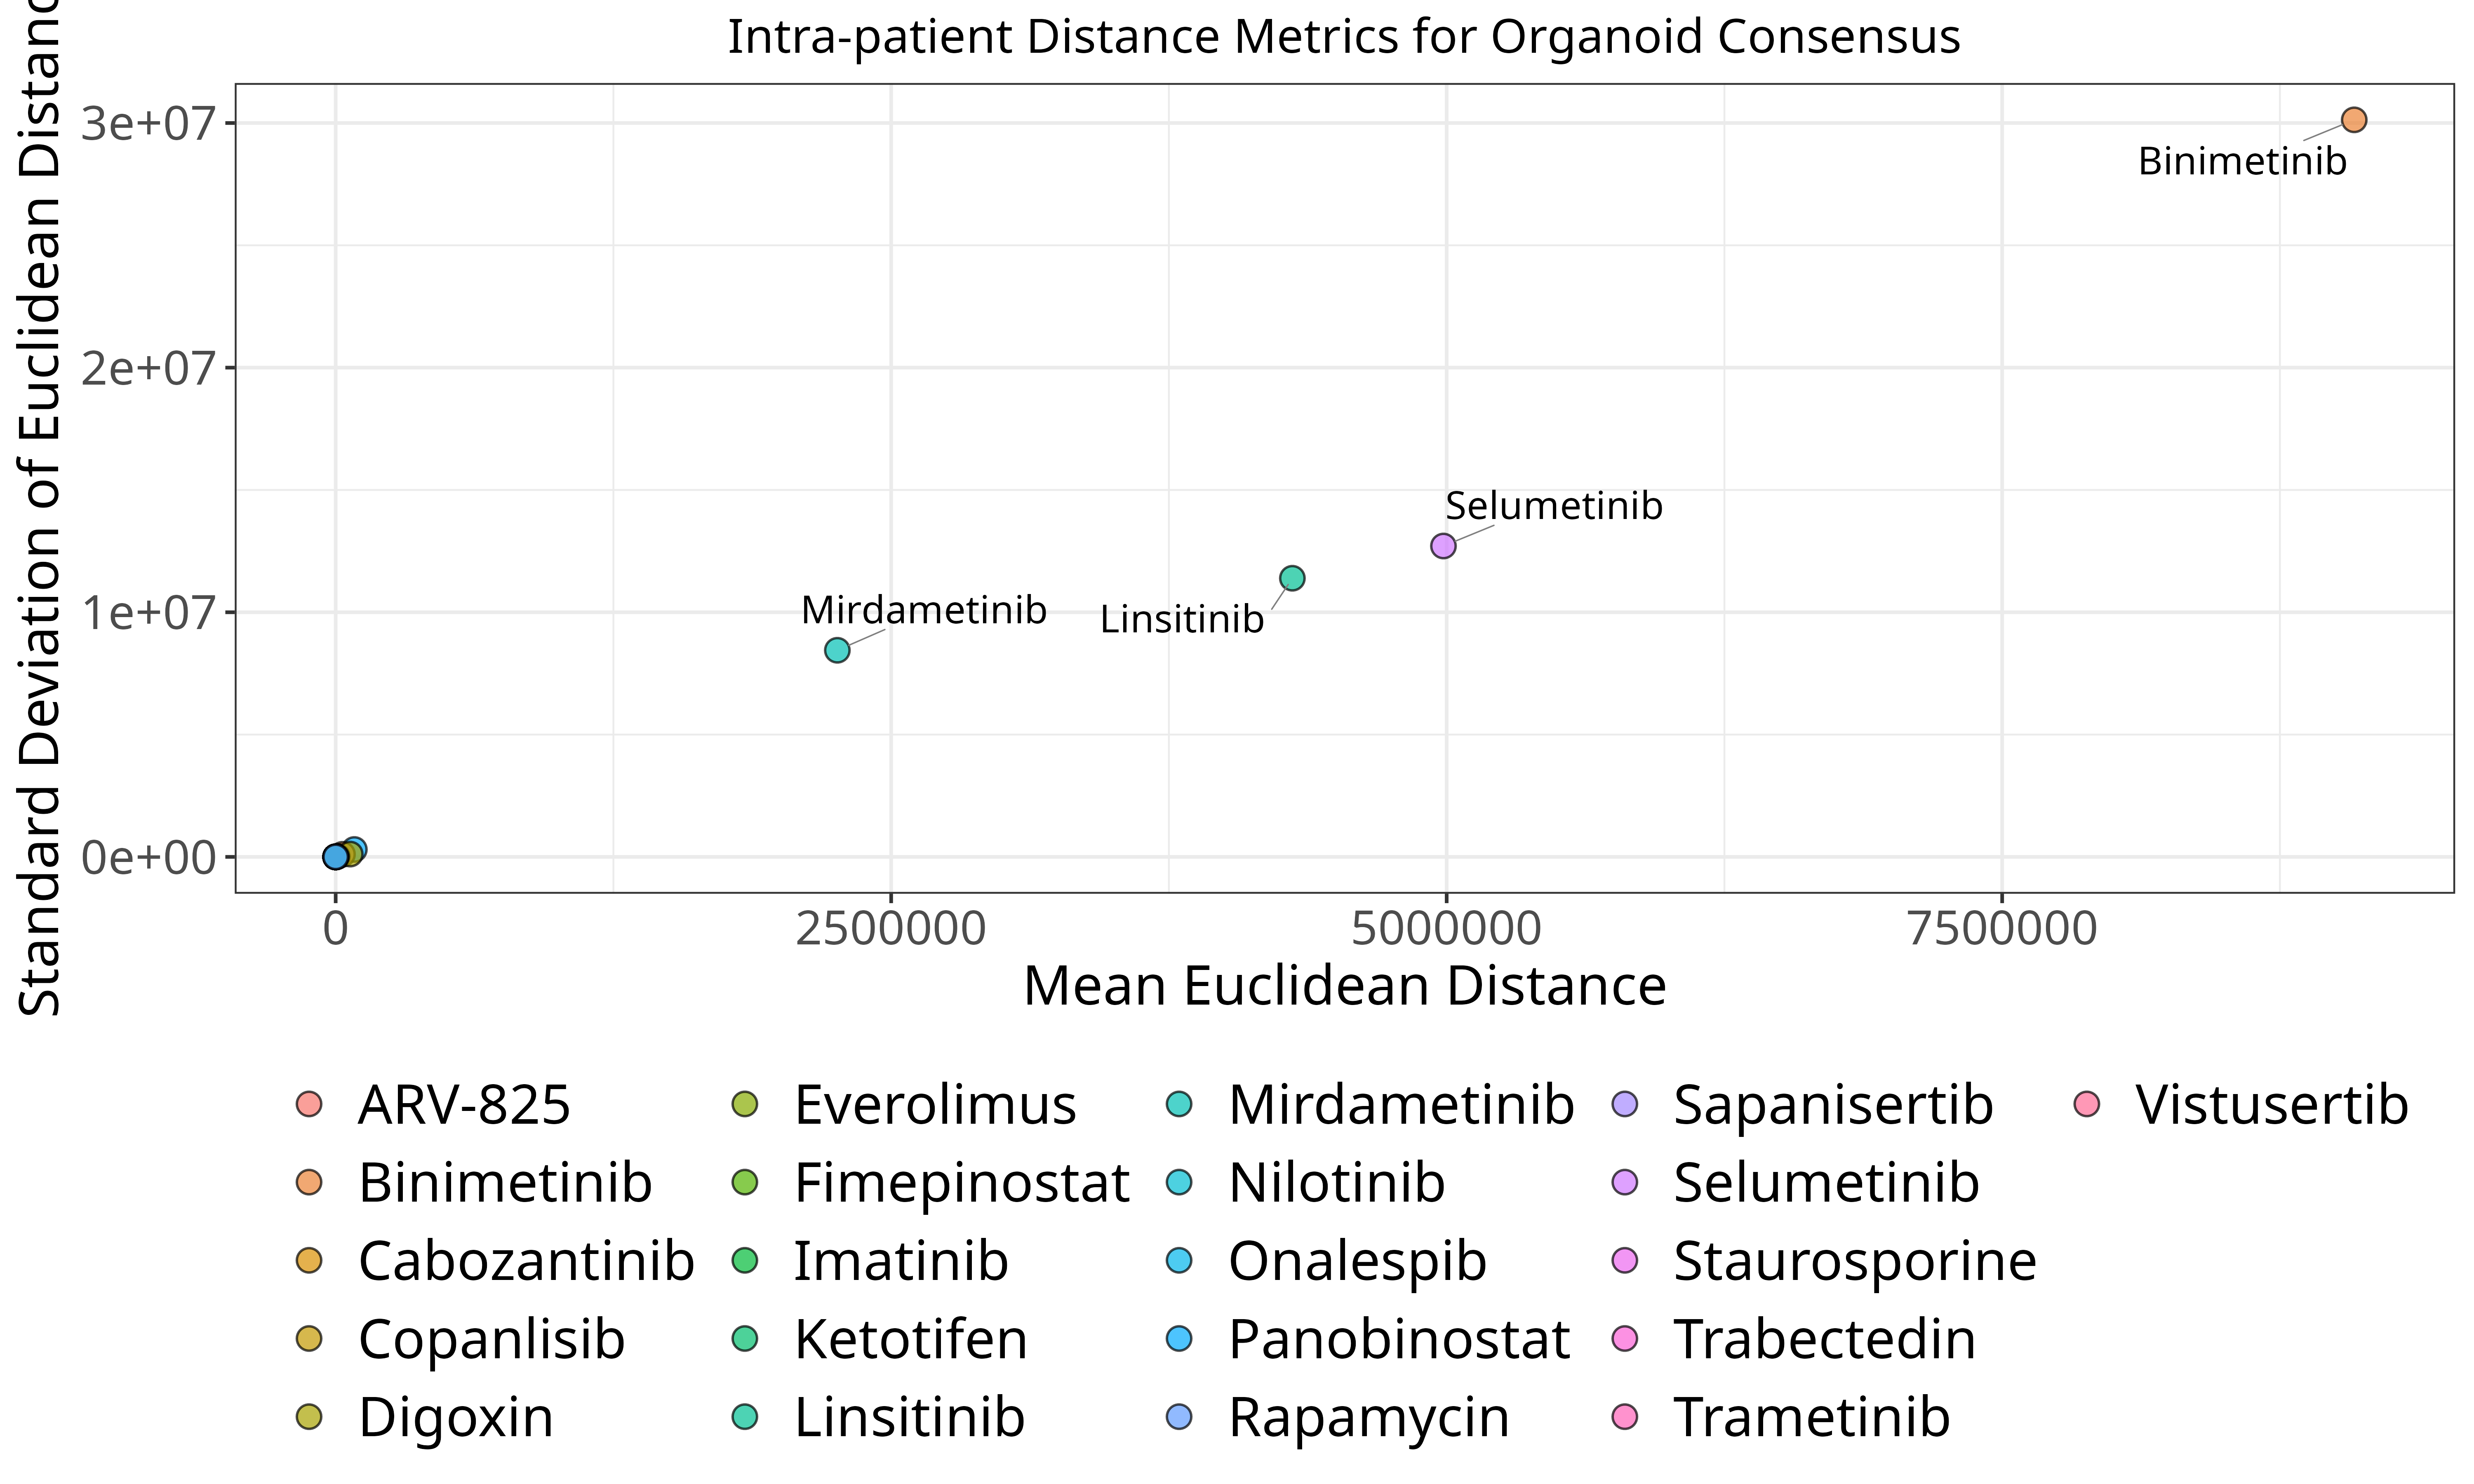 Intra-patient Distance Metrics for Organoid Consensus
Standard Deviation of Euclidean
3e+07
2e+07
1e+07
0e+00
Binimetinib
Selumetinib
Mirdametinib
Linsitinib
0 2500000 5000000 7500000
Mean Euclidean Distance
ARV-825 Everolimus Mirdametinib Sapanisertib Vistusertib
Binimetinib Fimepinostat Nilotinib Selumetinib
Cabozantinib Imatinib Onalespib Staurosporine
Copanlisib Ketotifen Panobinostat Trabectedin
Digoxin Linsitinib Rapamycin Trametinib